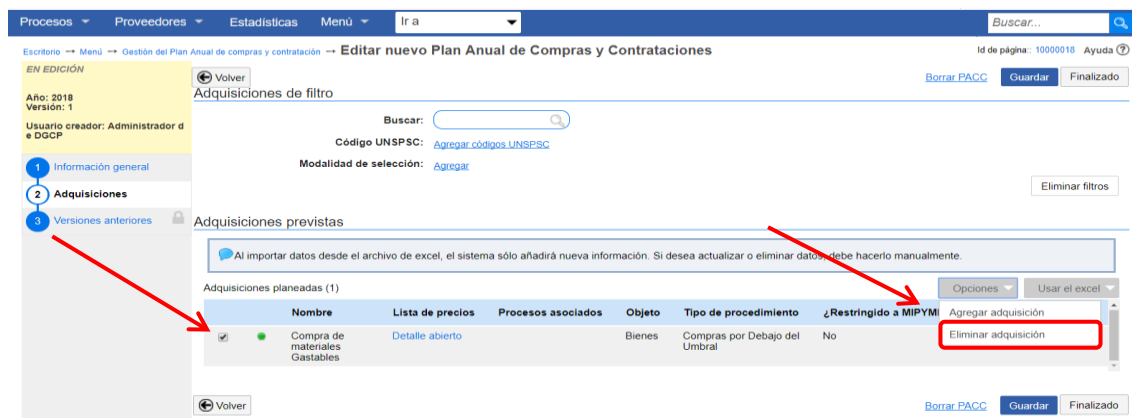 Procesos Proveedores Estadísticas Menú Ir a Buscar...
Escritorio → Menú → Gestión del Plan Anual de compras y contratación → Editar nuevo Plan Anual de Compras y Contrataciones Id de página:: 10000018 Ayuda ?
EN EDICIÓN
Año: 2018
Versión: 1
Usuario creador: Administrador d
e DGCP
1 Información general
2 Adquisiciones
3 Versiones anteriores
Volver Borrar PACC Guardar Finalizado
Adquisiciones de filtro
Buscar:
Código UNSPSC: Agregar códigos UNSPSC
Modalidad de selección: Agregar
Eliminar filtros
Adquisiciones previstas
Al importar datos desde el archivo de excel, el sistema sólo añadirá nueva información. Si desea actualizar o eliminar datos, debe hacerlo manualmente.
Adquisiciones planeadas (1) Opciones Usar el excel
Nombre Lista de precios Procesos asociados Objeto Tipo de procedimiento ¿Restringido a MIPYM
Agregar adquisición
Eliminar adquisición
Compra de materiales Gastables Detalle abierto Bienes Compras por Debajo del Umbral No
Volver Borrar PACC Guardar Finalizado